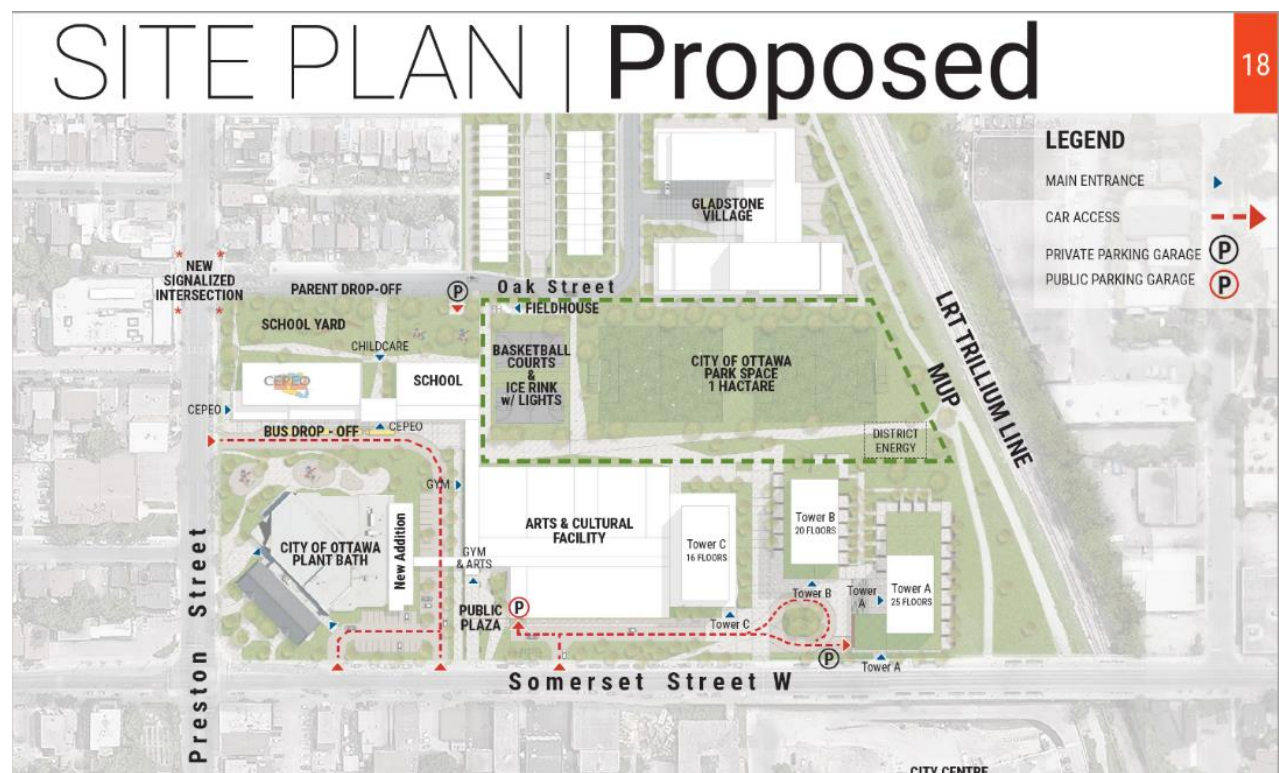 SITE PLAN | Proposed
18
LEGEND
MAIN ENTRANCE
CAR ACCESS
PRIVATE PARKING GARAGE P
PUBLIC PARKING GARAGE P
GLADSTONE
VILLAGE
NEW
SIGNALIZED
INTERSECTION
PARENT DROP-OFF
P
Oak Street
FIELDHOUSE
SCHOOL YARD
CHILDCARE
BASKETBALL
COURTS
&
ICE RINK
w/ LIGHTS
CITY OF OTTAWA
PARK SPACE
1 HACTARE
LRT TRILLIUM LINE
MUP
CEPEO
SCHOOL
CEPEO
BUS DROP - OFF
CEPEO
DISTRICT
ENERGY
GYM
ARTS & CULTURAL
FACILITY
Tower B
20 FLOORS
Tower C
16 FLOORS
CITY OF OTTAWA
PLANT BATH
New Addition
GYM
& ARTS
Tower B
Tower
A
Tower A
25 FLOORS
PUBLIC
PLAZA
P
Tower C
P
Tower A
Somerset Street W
Preston Street
CITY CENTRE